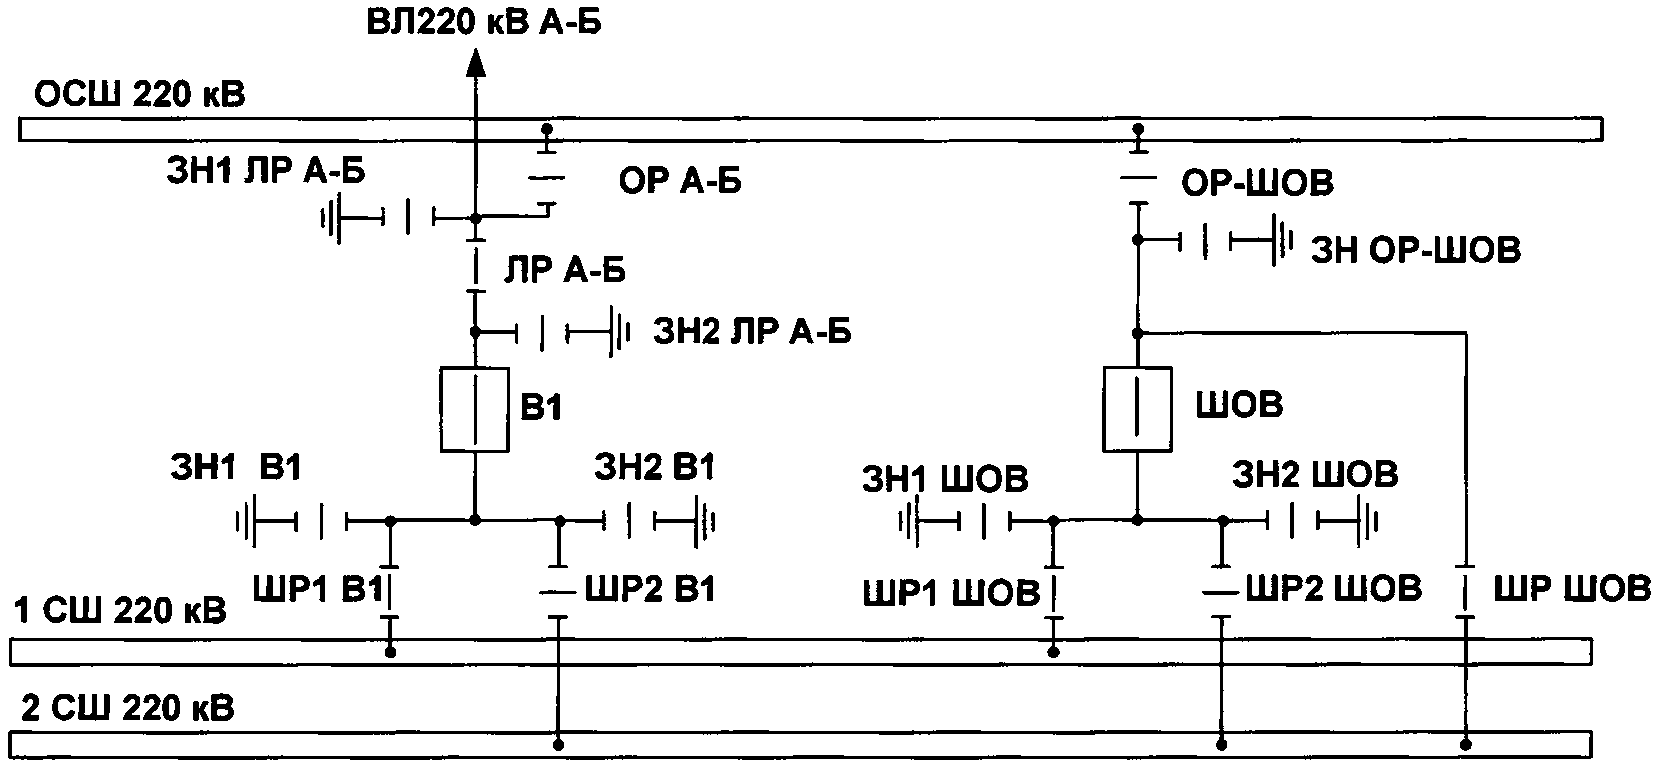 ВЛ220 кВ А-Б
ОСШ 220 кВ
ЗН1 ЛР А-Б
ОР А-Б
ОР-ШОВ
ЗН ОР-ШОВ
ЛР А-Б
ЗН2 ЛР А-Б
В1
ШОВ
ЗН1 В1
ЗН2 В1
ЗН1 ШОВ
ЗН2 ШОВ
ШР1 В1
ШР2 В1
ШР1 ШОВ
ШР2 ШОВ
ШР ШОВ
1 СШ 220 кВ
2 СШ 220 кВ